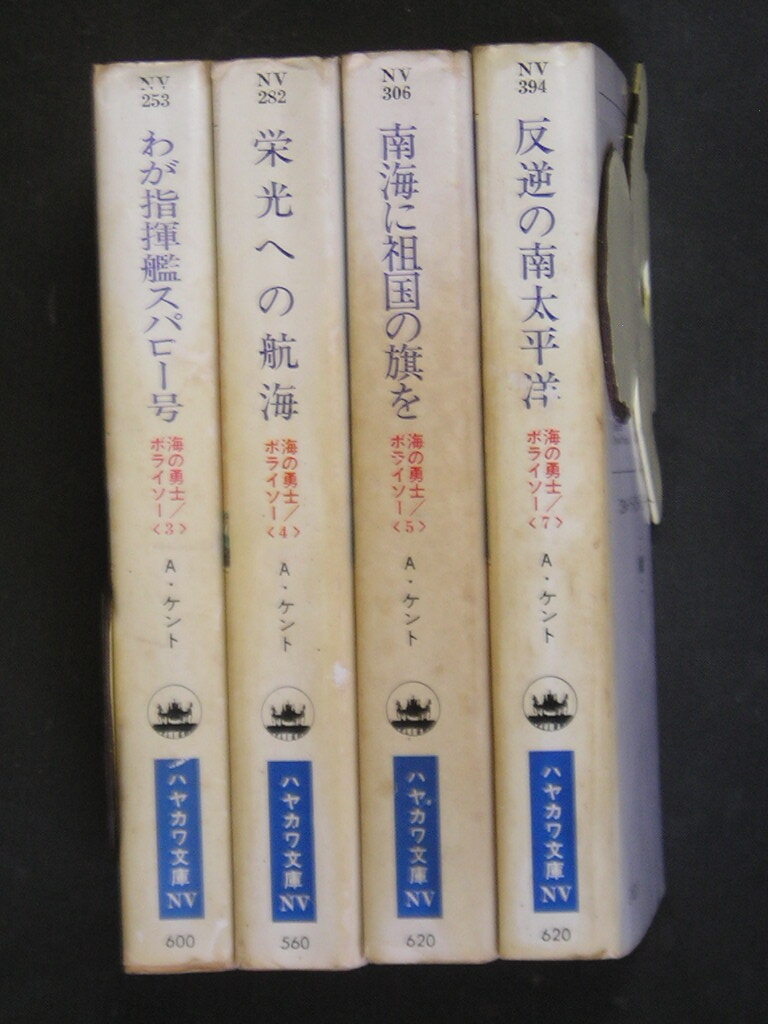 NV
253
わが指揮艦スパロー号
海の勇士/
ボライソー〈3〉
A・ケント
ハヤカワ文庫
NV
600
NV
282
栄光への航海
海の勇士/
ボライソー〈4〉
A・ケント
ハヤカワ文庫
NV
560
NV
306
南海に祖国の旗を
海の勇士/
ボライソー〈5〉
A・ケント
ハヤカワ文庫
NV
620
NV
394
反逆の南太平洋
海の勇士/
ボライソー〈7〉
A・ケント
ハヤカワ文庫
NV
620